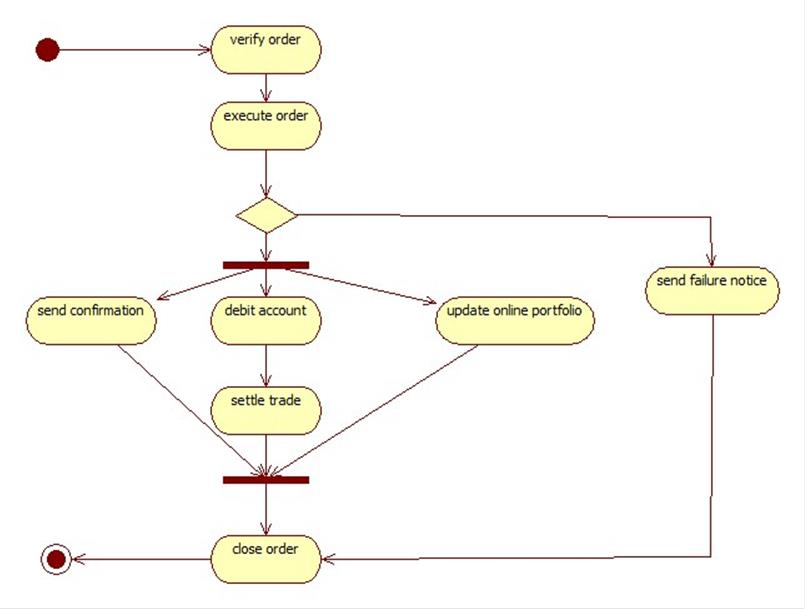 verify order
execute order
send failure notice
send confirmation
debit account
update online portfolio
settle trade
close order